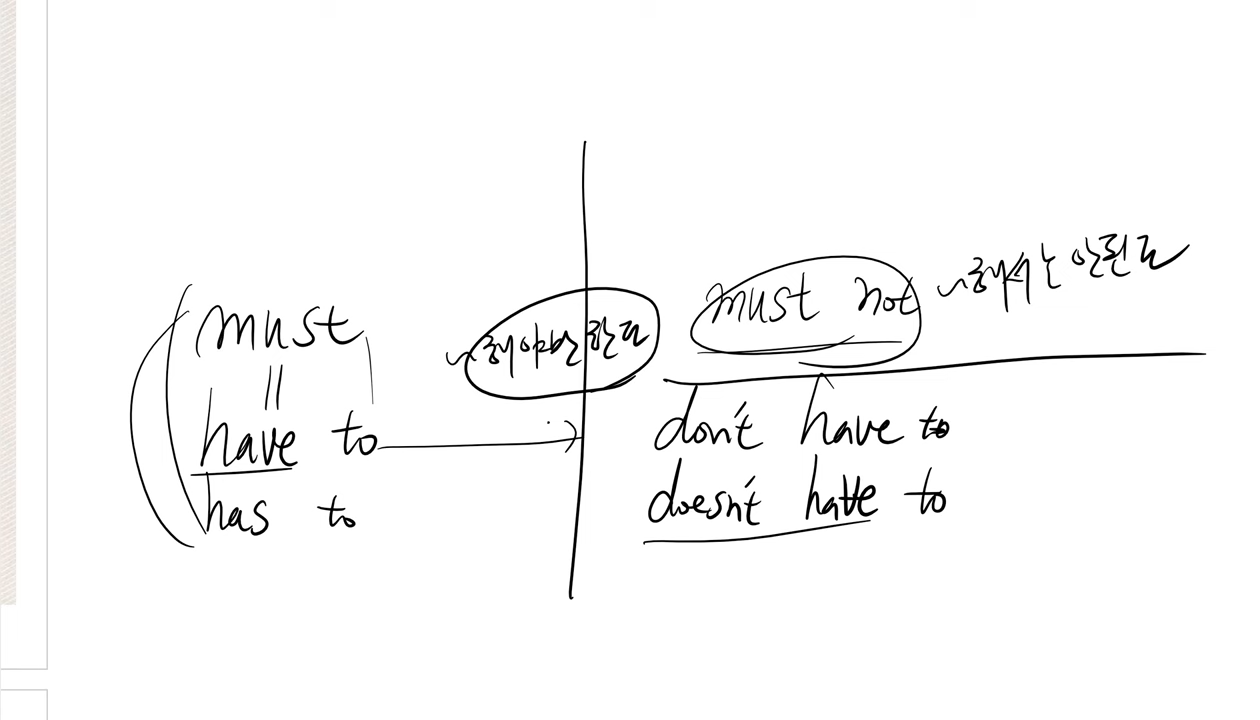 must
||
have to
has to
~해야만 한다
must not ~해서는 안된다
don't have to
doesn't have to